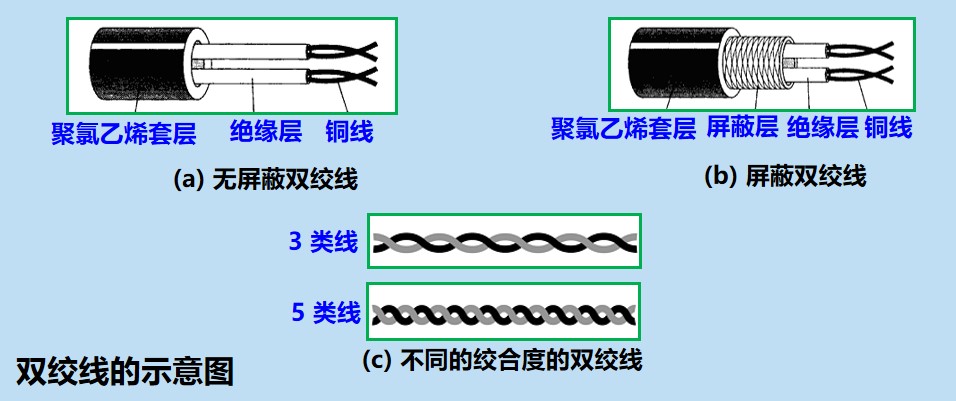 聚氯乙烯套层 绝缘层 铜线
(a) 无屏蔽双绞线
聚氯乙烯套层 屏蔽层 绝缘层 铜线
(b) 屏蔽双绞线
3 类线
5 类线
(c) 不同的绞合度的双绞线
双绞线的示意图